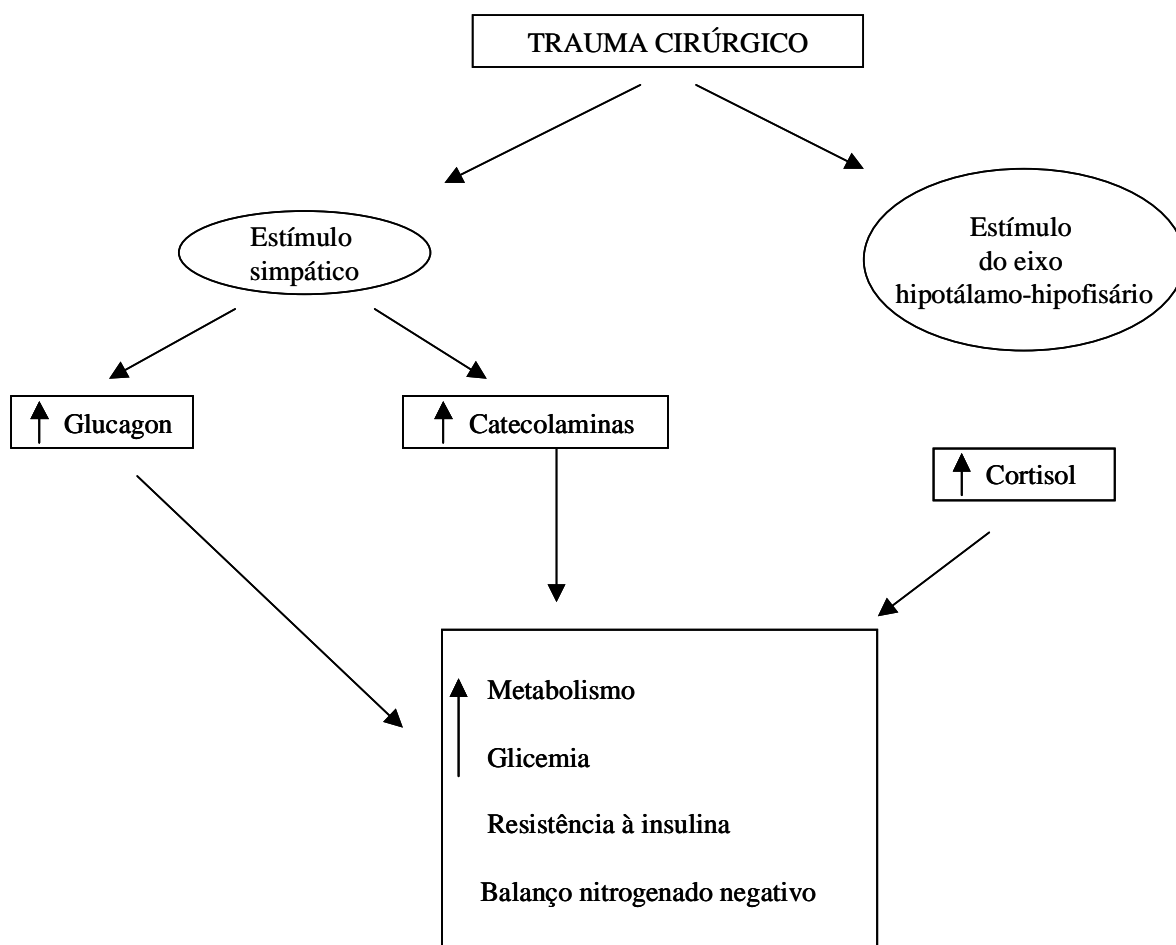 TRAUMA CIRÚRGICO
Estímulo
simpático
Estímulo
do eixo
hipotálamo-hipofisário
Glucagon
Catecolaminas
Cortisol
Metabolismo
Glicemia
Resistência à insulina
Balanço nitrogenado negativo